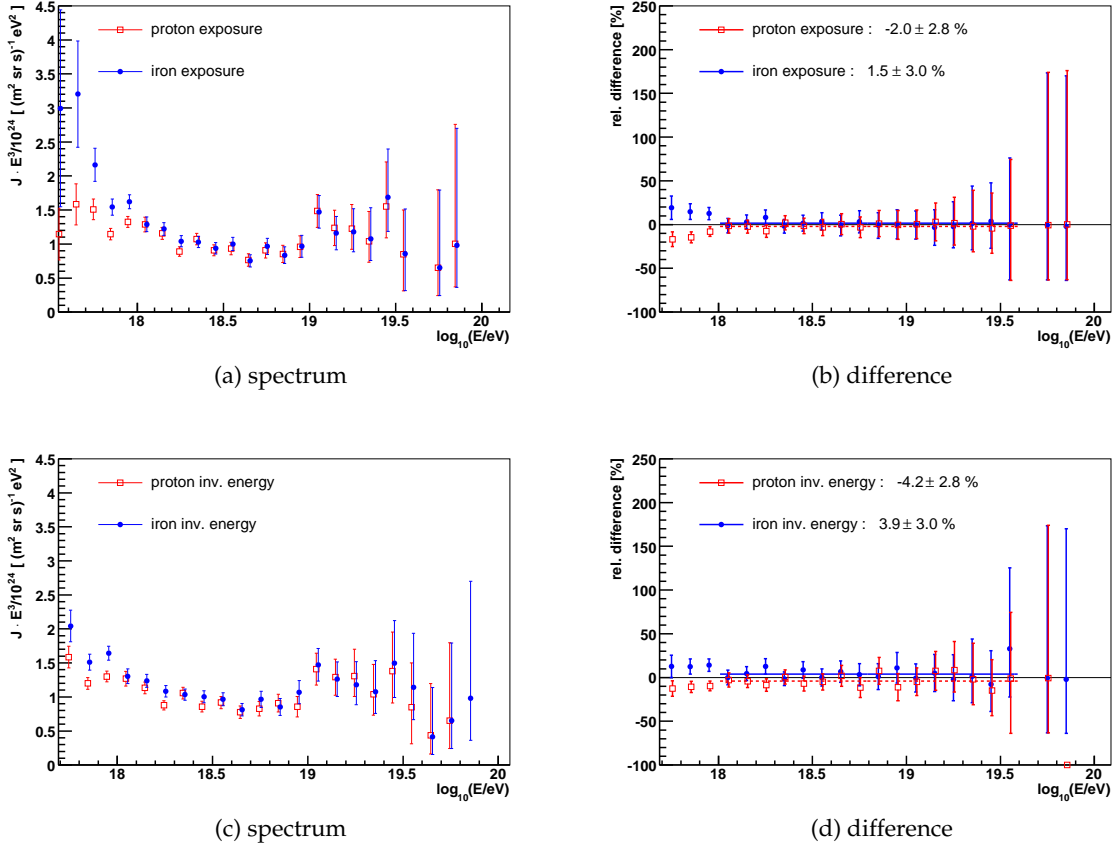 J · E³/10²⁴ [ (m² sr s)⁻¹ eV² ]
4.5
4
3.5
3
2.5
2
1.5
1
0.5
0
proton exposure
iron exposure
18 18.5 19 19.5 20
log₁₀(E/eV)
(a) spectrum
rel. difference [%]
250
200
150
100
50
0
-50
-100
proton exposure : -2.0 ± 2.8 %
iron exposure : 1.5 ± 3.0 %
18 18.5 19 19.5 20
log₁₀(E/eV)
(b) difference
J · E³/10²⁴ [ (m² sr s)⁻¹ eV² ]
4.5
4
3.5
3
2.5
2
1.5
1
0.5
0
proton inv. energy
iron inv. energy
18 18.5 19 19.5 20
log₁₀(E/eV)
(c) spectrum
rel. difference [%]
250
200
150
100
50
0
-50
-100
proton inv. energy : -4.2 ± 2.8 %
iron inv. energy : 3.9 ± 3.0 %
18 18.5 19 19.5 20
log₁₀(E/eV)
(d) difference